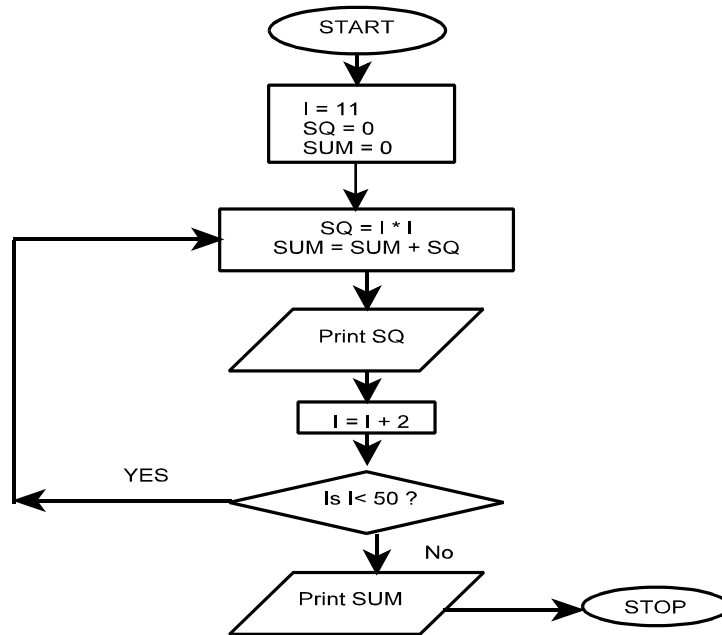 START
I = 11
SQ = 0
SUM = 0
SQ = I * I
SUM = SUM + SQ
Print SQ
I = I + 2
YES
Is I< 50 ?
No
Print SUM
STOP